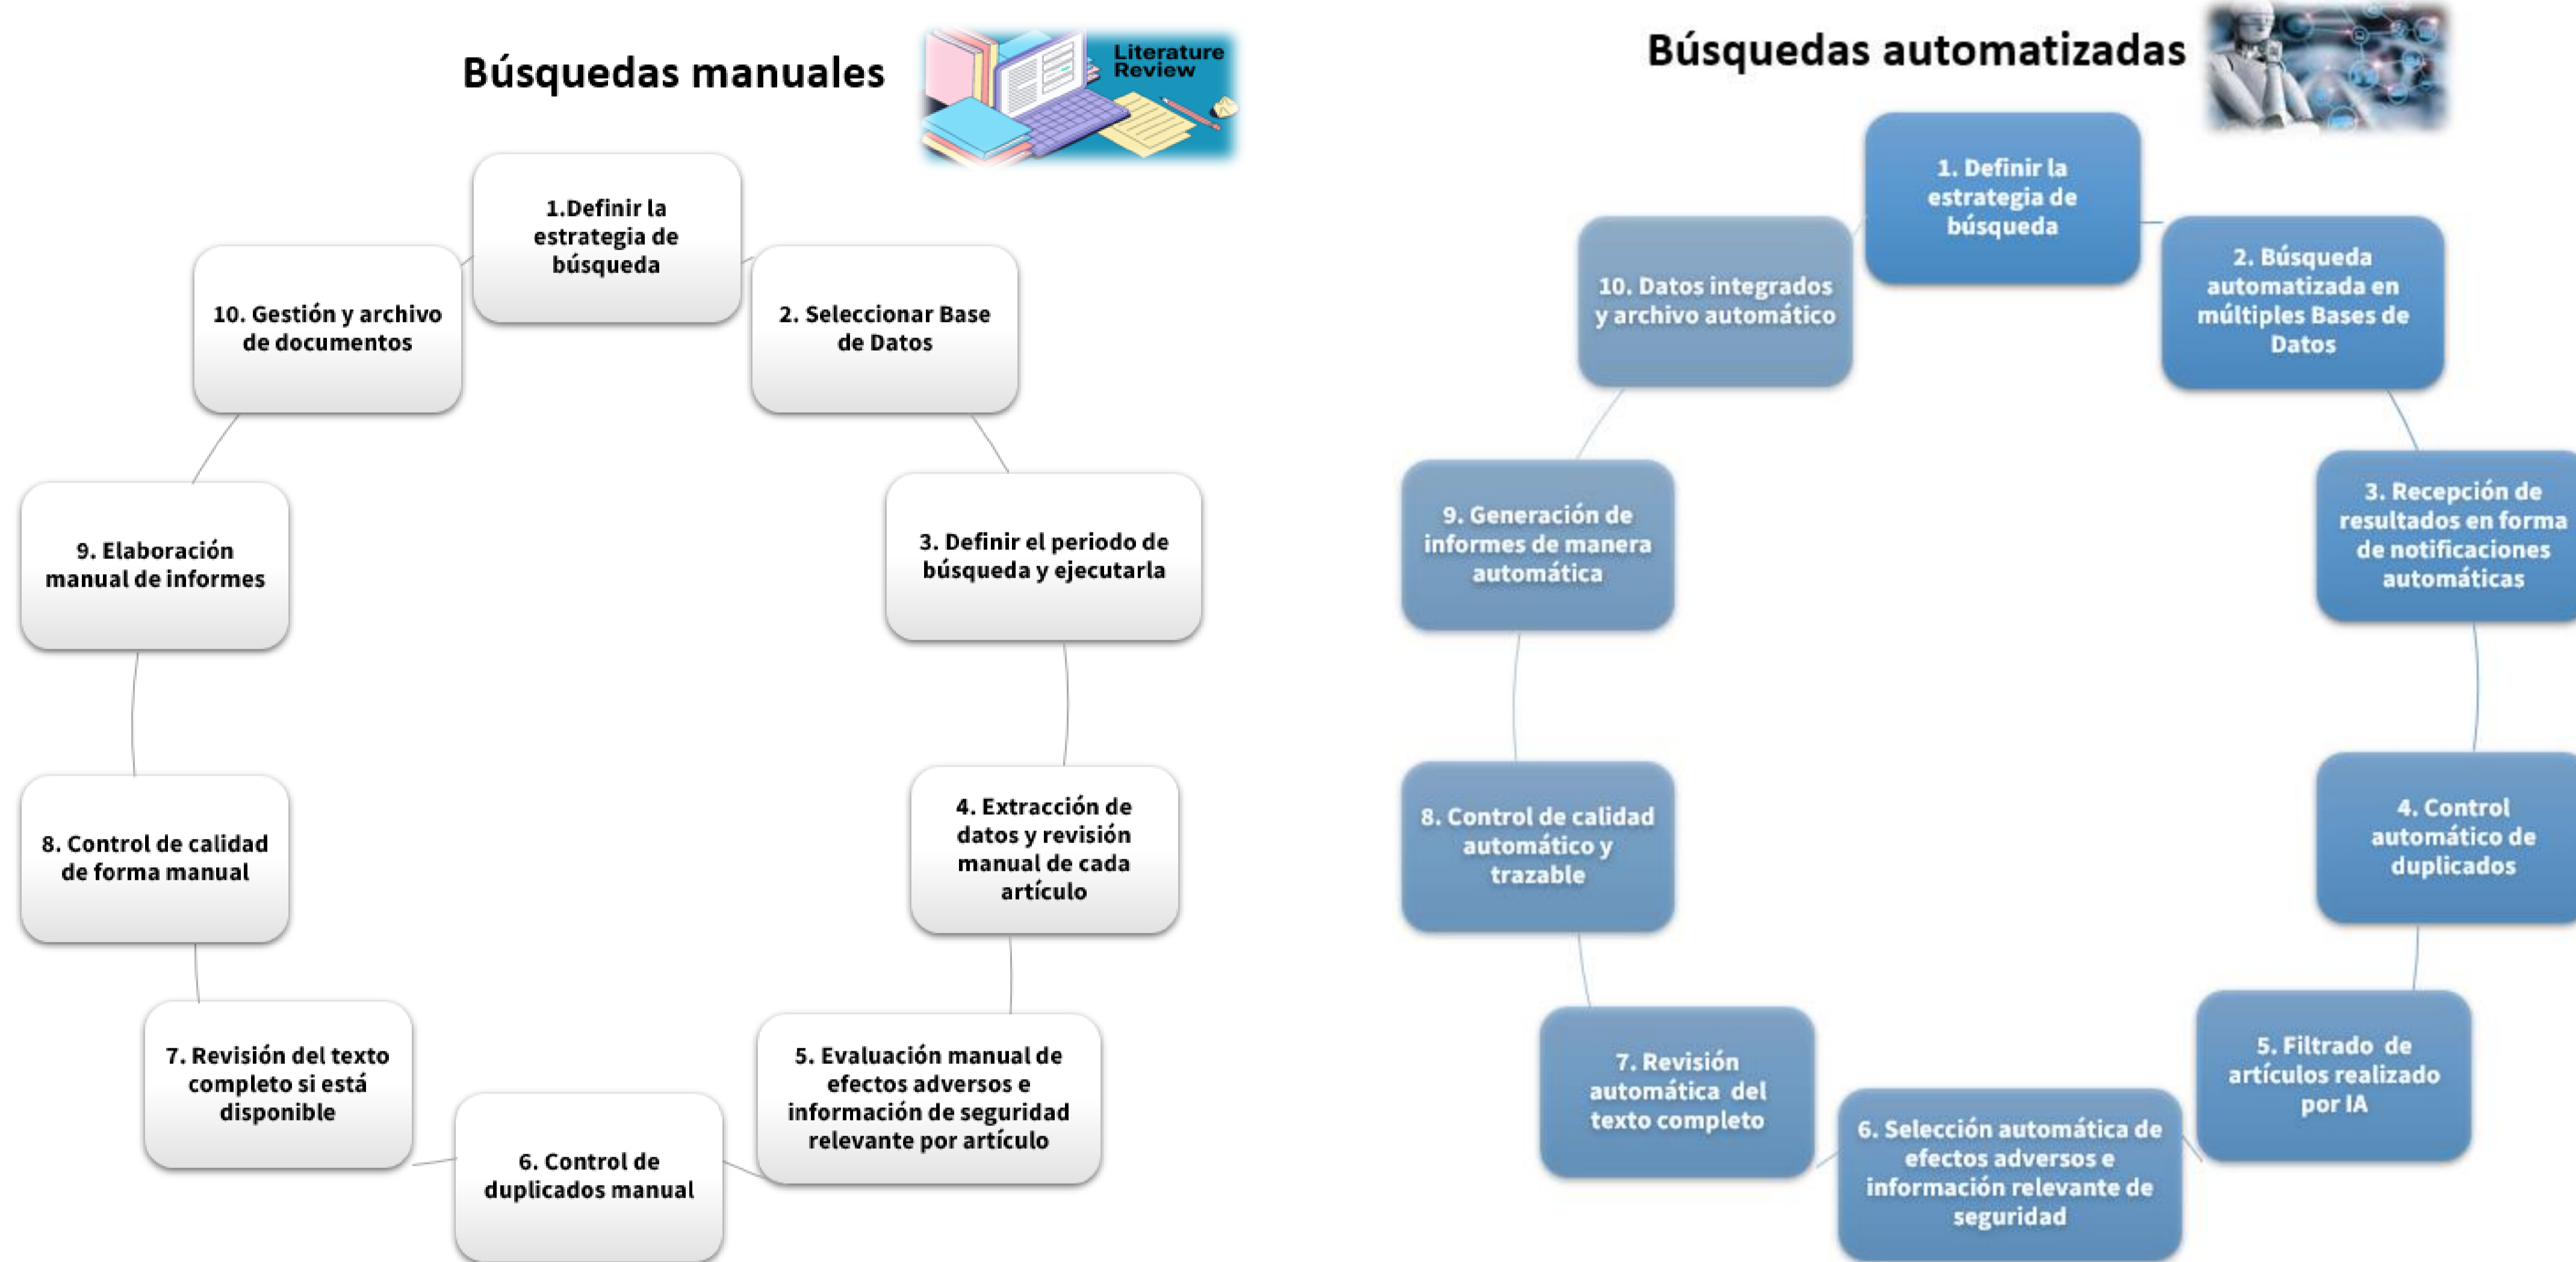 Búsquedas manuales
Literature
Review
1.Definir la
estrategia de
búsqueda
2. Seleccionar Base
de Datos
3. Definir el periodo de
búsqueda y ejecutarla
4. Extracción de
datos y revisión
manual de cada
artículo
5. Evaluación manual de
efectos adversos e
información de seguridad
relevante por artículo
6. Control de
duplicados manual
7. Revisión del texto
completo si está
disponible
8. Control de calidad
de forma manual
9. Elaboración
manual de informes
10. Gestión y archivo
de documentos
Búsquedas automatizadas
1. Definir la
estrategia de
búsqueda
2. Búsqueda
automatizada en
múltiples Bases de
Datos
3. Recepción de
resultados en forma
de notificaciones
automáticas
4. Control
automático de
duplicados
5. Filtrado de
artículos realizado
por IA
6. Selección automática de
efectos adversos e
información relevante de
seguridad
7. Revisión
automática del
texto completo
8. Control de calidad
automático y
trazable
9. Generación de
informes de manera
automática
10. Datos integrados
y archivo automático